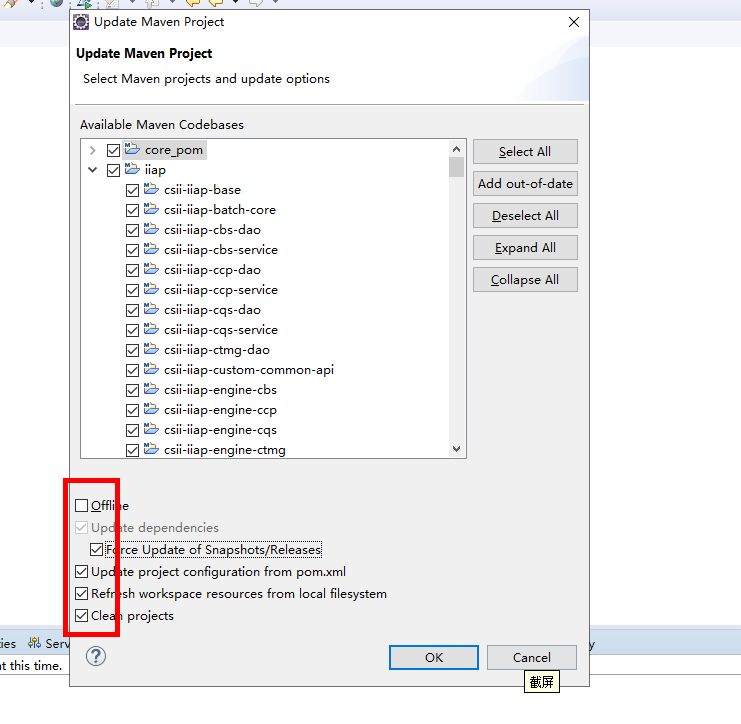 Update Maven Project
Update Maven Project
Select Maven projects and update options
Available Maven Codebases
core_pom
iiap
csii-iiap-base
csii-iiap-batch-core
csii-iiap-cbs-dao
csii-iiap-cbs-service
csii-iiap-ccp-dao
csii-iiap-ccp-service
csii-iiap-cqs-dao
csii-iiap-cqs-service
csii-iiap-ctmg-dao
csii-iiap-custom-common-api
csii-iiap-engine-cbs
csii-iiap-engine-ccp
csii-iiap-engine-cqs
csii-iiap-engine-ctmg
Select All
Add out-of-date
Deselect All
Expand All
Collapse All
Offline
Update dependencies
Force Update of Snapshots/Releases
Update project configuration from pom.xml
Refresh workspace resources from local filesystem
Clean projects
ties Serv y
at this time.
OK
Cancel
截屏